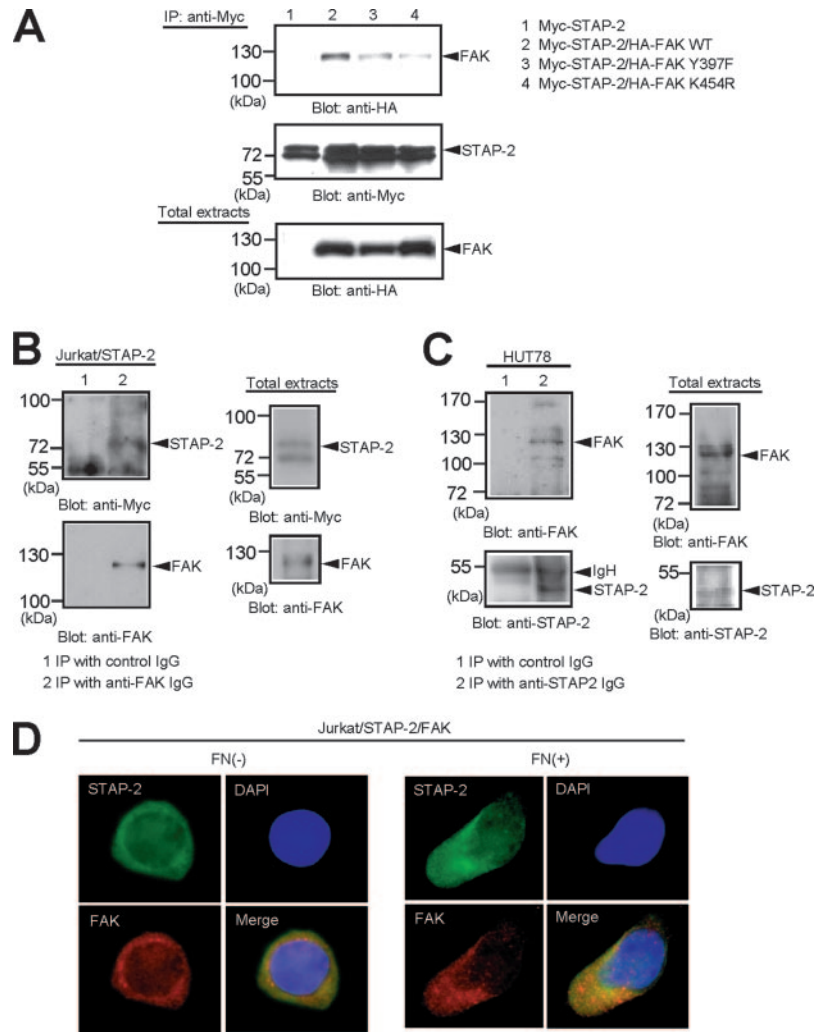 A
IP: anti-Myc
1 2 3 4
130
100
(kDa)
FAK
Blot: anti-HA
1 Myc-STAP-2
2 Myc-STAP-2/HA-FAK WT
3 Myc-STAP-2/HA-FAK Y397F
4 Myc-STAP-2/HA-FAK K454R
72
55
(kDa)
STAP-2
Blot: anti-Myc
Total extracts
130
100
(kDa)
FAK
Blot: anti-HA
B
Jurkat/STAP-2
1 2
100
72
55
(kDa)
STAP-2
Blot: anti-Myc
130
100
(kDa)
FAK
Blot: anti-FAK
Total extracts
100
72
55
(kDa)
STAP-2
Blot: anti-Myc
130
(kDa)
FAK
Blot: anti-FAK
1 IP with control IgG
2 IP with anti-FAK IgG
C
HUT78
1 2
170
130
100
72
(kDa)
FAK
Blot: anti-FAK
55
(kDa)
IgH
STAP-2
Blot: anti-STAP-2
Total extracts
170
130
100
72
(kDa)
FAK
Blot: anti-FAK
55
(kDa)
STAP-2
Blot: anti-STAP-2
1 IP with control IgG
2 IP with anti-STAP2 IgG
D
Jurkat/STAP-2/FAK
FN(-)
STAP-2
DAPI
FAK
Merge
FN(+)
STAP-2
DAPI
FAK
Merge